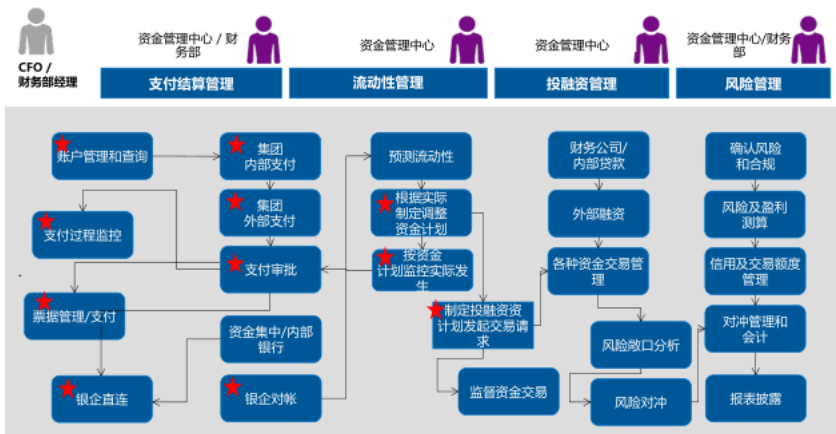 CFO /
财务部经理
资金管理中心 / 财
务部
支付结算管理
资金管理中心
流动性管理
资金管理中心
投融资管理
资金管理中心/财务
部
风险管理
账户管理和查询
支付过程监控
票据管理/支付
银企直连
集团
内部支付
集团
外部支付
支付审批
资金集中/内部
银行
银企对帐
预测流动性
根据实际
制定调整
资金计划
按资金
计划监控实际发
生
制定投融资资
计划发起交易请
求
监督资金交易
财务公司/
内部贷款
外部融资
各种资金交易管
理
风险敞口分析
风险对冲
确认风险
和合规
风险及盈利
测算
信用及交易额度
管理
对冲管理和
会计
报表披露